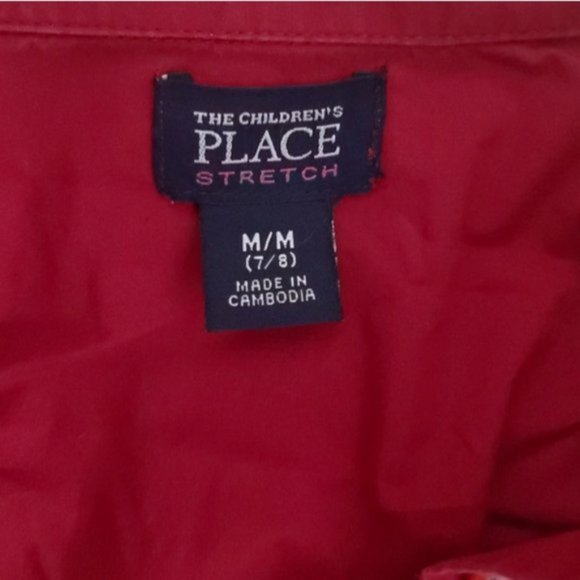 THE CHILDREN'S
PLACE
STRETCH
M/M
(7/8)
MADE IN
CAMBODIA